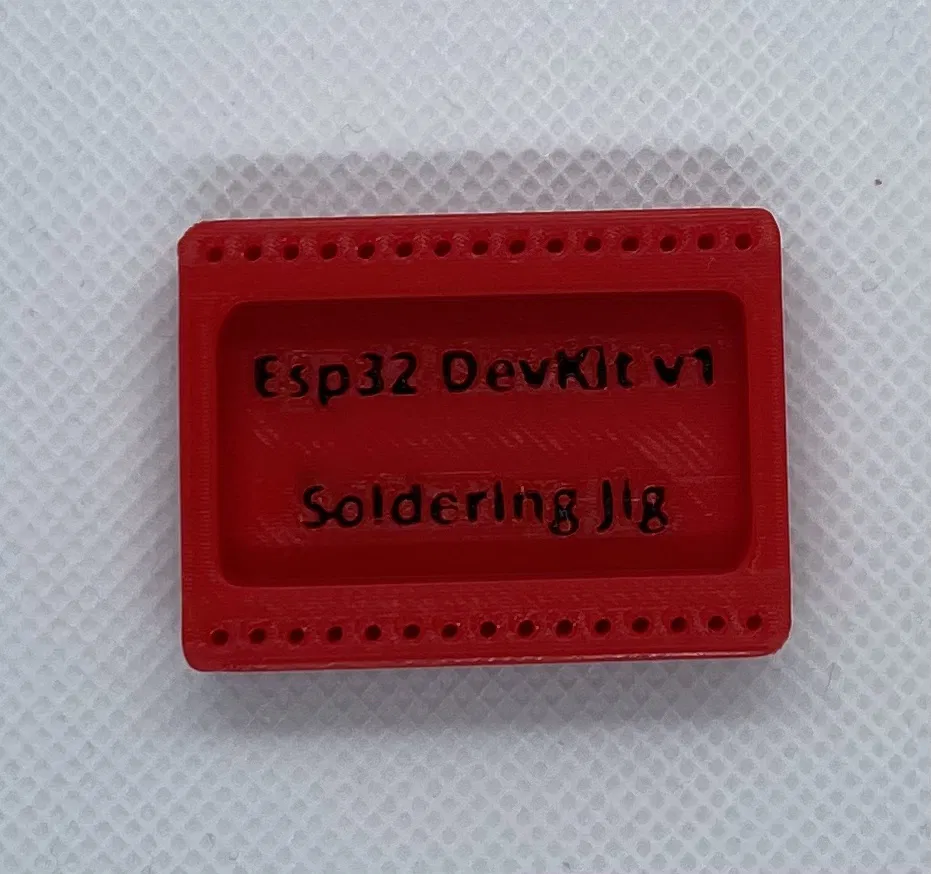 Esp32 DevKit v1
Soldering Jig